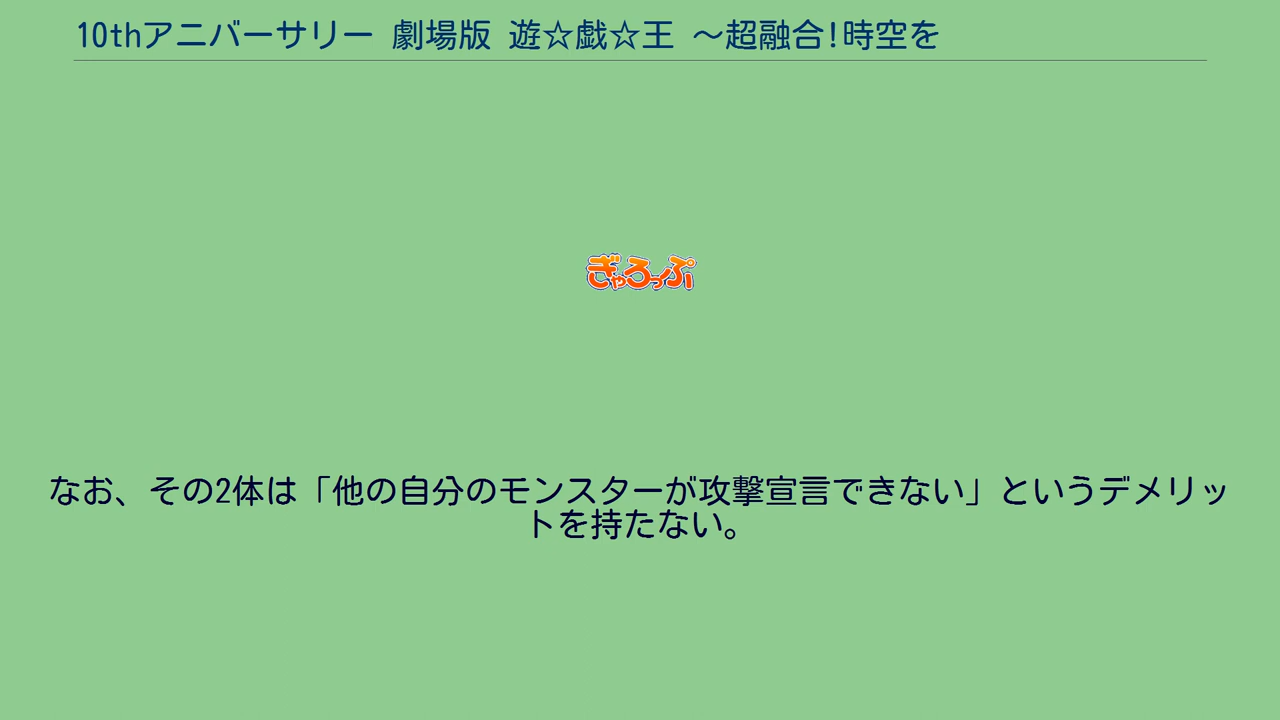 10thアニバーサリー 劇場版 遊☆戯☆王 ～超融合!時空を
ぎゃろっぷ
なお、その2体は「他の自分のモンスターが攻撃宣言できない」というデメリッ
トを持たない。